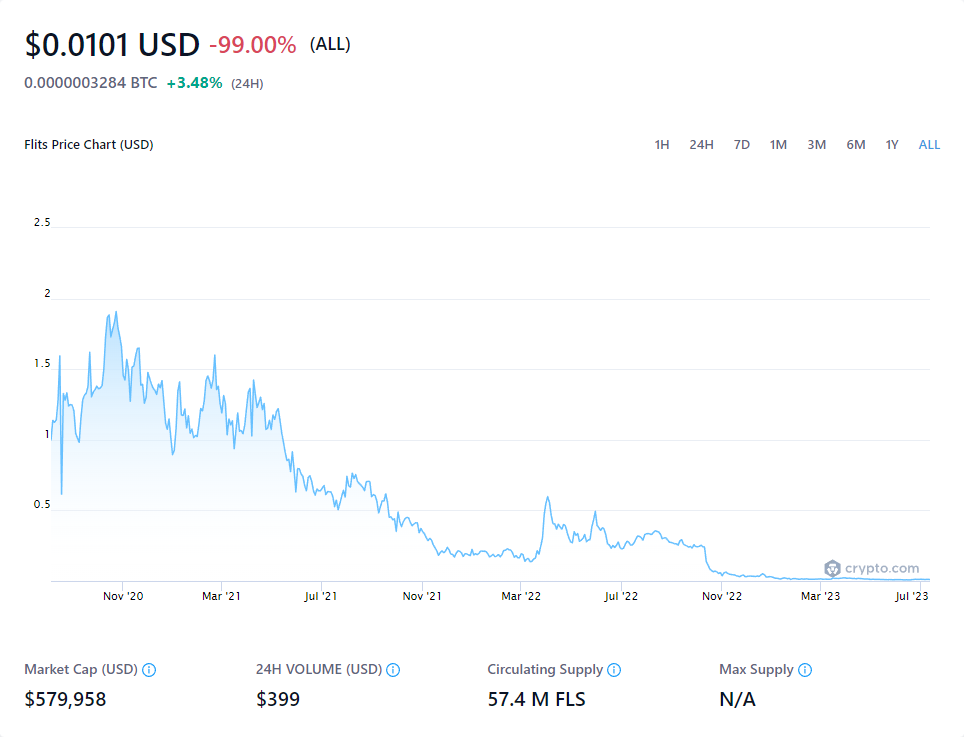 $0.0101 USD -99.00% (ALL)
0.0000003284 BTC +3.48% (24H)
Flits Price Chart (USD) 1H 24H 7D 1M 3M 6M 1Y ALL
2.5
2
1.5
1
0.5
crypto.com
Nov '20 Mar '21 Jul '21 Nov '21 Mar '22 Jul '22 Nov '22 Mar '23 Jul '23
Market Cap (USD) 24H VOLUME (USD) Circulating Supply Max Supply
$579,958 $399 57.4 M FLS N/A